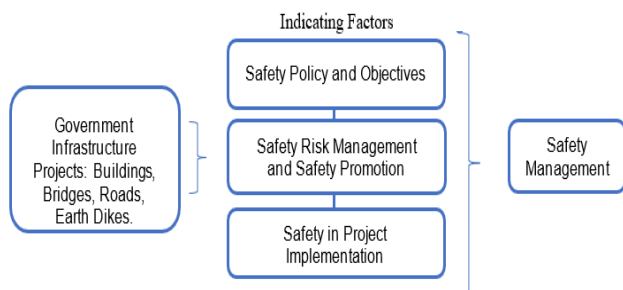 Indicating Factors
Safety Policy and Objectives
Government
Infrastructure
Projects: Buildings,
Bridges, Roads,
Earth Dikes.
Safety Risk Management
and Safety Promotion
Safety in Project
Implementation
Safety
Management